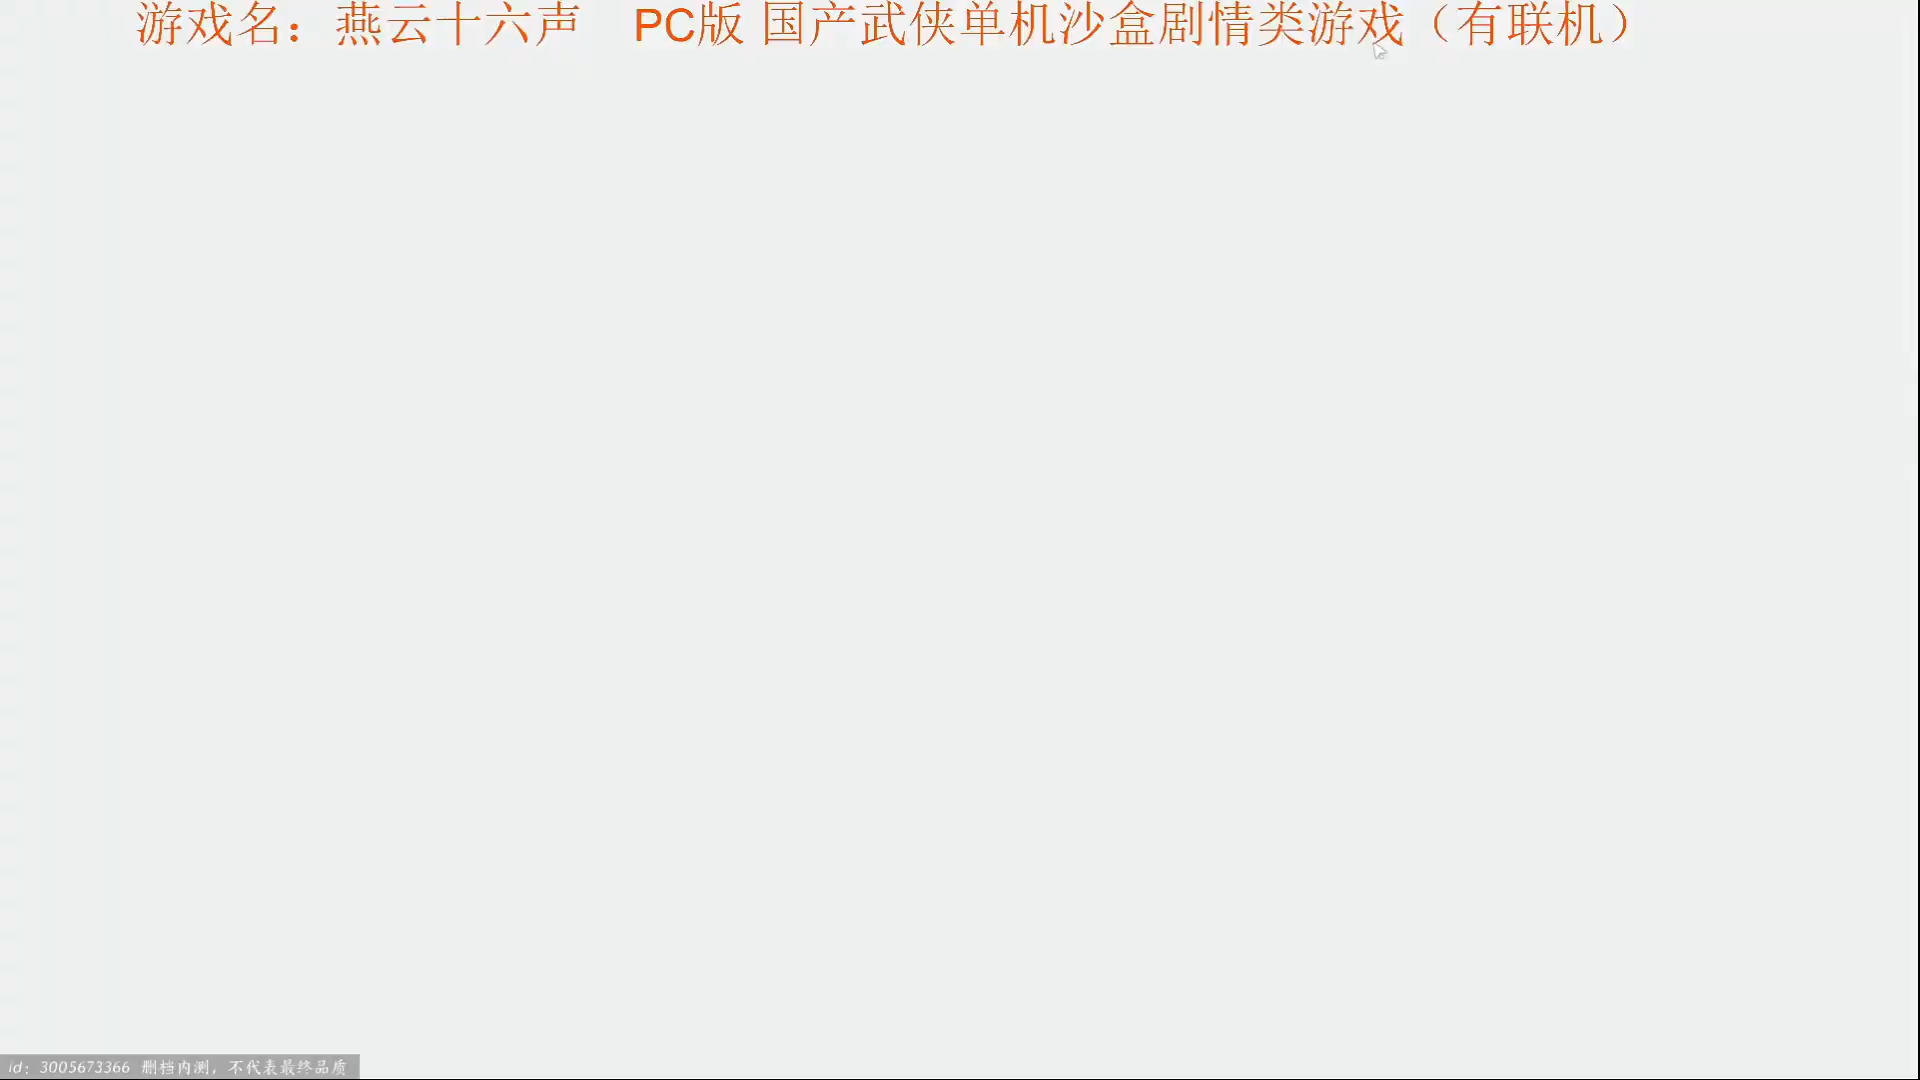 游戏名：燕云十六声 PC版 国产武侠单机沙盒剧情类游戏（有联机）
id：3005673366 删档内测，不代表最终品质